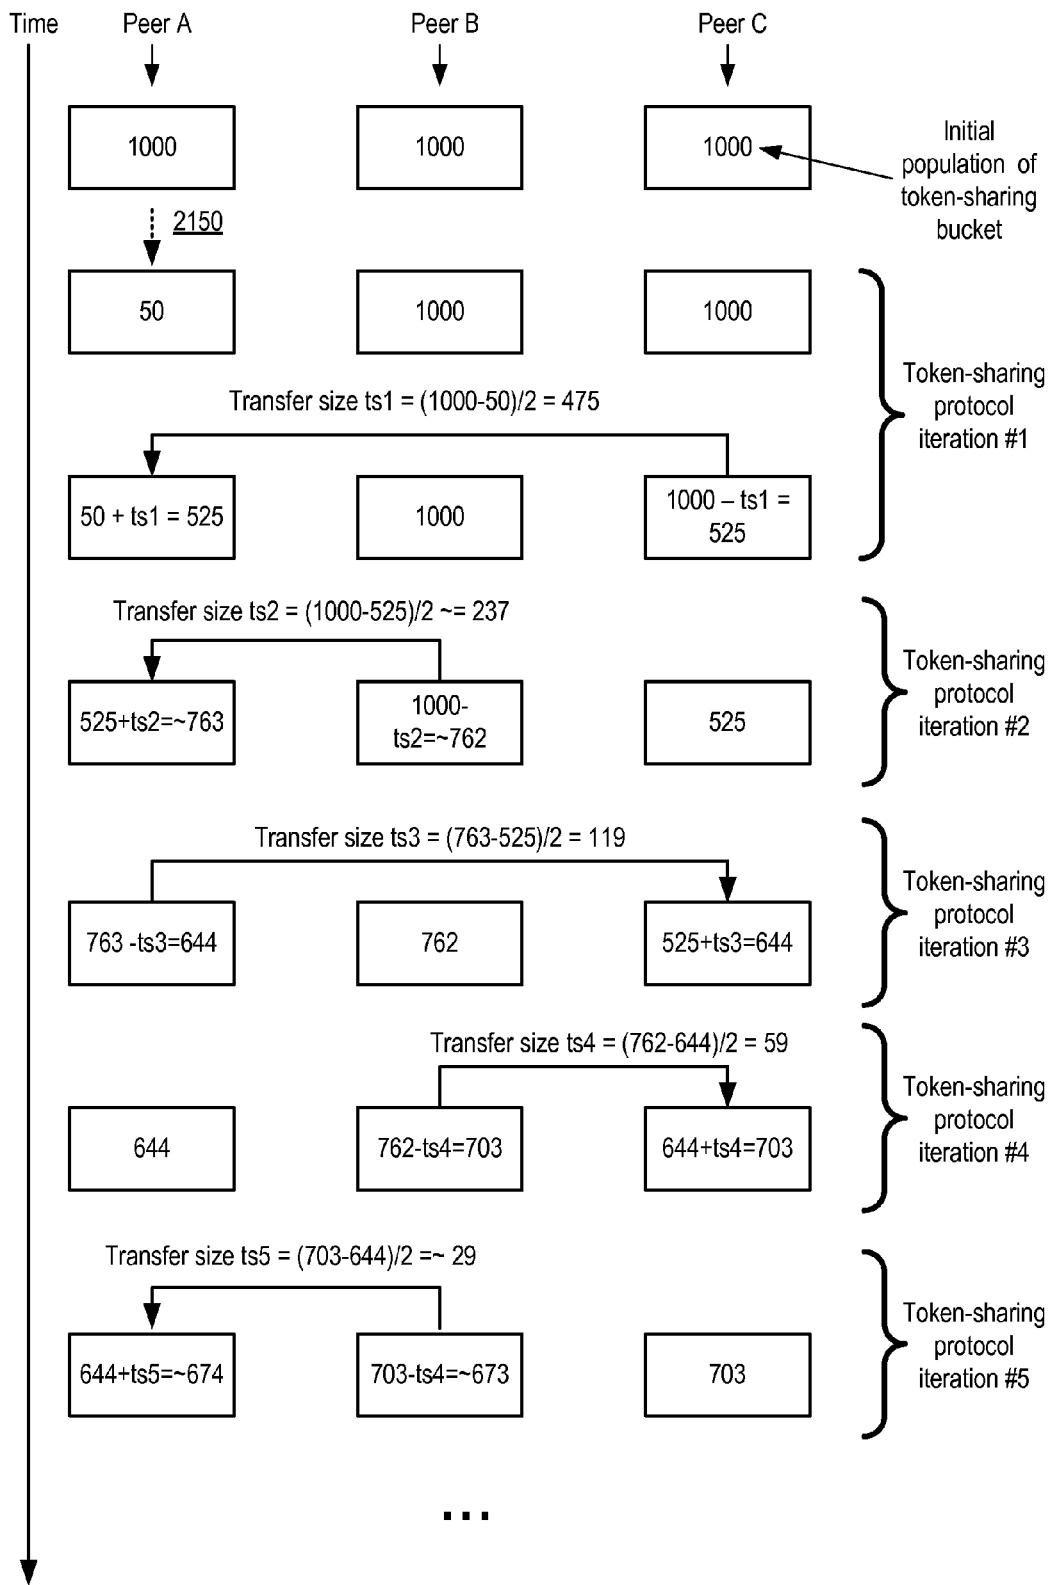 Time
Peer A
Peer B
Peer C
1000
1000
1000
Initial
population of
token-sharing
bucket
2150
50
1000
1000
Token-sharing
protocol
iteration #1
Transfer size ts1 = (1000-50)/2 = 475
50 + ts1 = 525
1000
1000 – ts1 =
525
Transfer size ts2 = (1000-525)/2 ~= 237
525+ts2=~763
1000-
ts2=~762
525
Token-sharing
protocol
iteration #2
Transfer size ts3 = (763-525)/2 = 119
763 -ts3=644
762
525+ts3=644
Token-sharing
protocol
iteration #3
Transfer size ts4 = (762-644)/2 = 59
644
762-ts4=703
644+ts4=703
Token-sharing
protocol
iteration #4
Transfer size ts5 = (703-644)/2 =~ 29
644+ts5=~674
703-ts4=~673
703
Token-sharing
protocol
iteration #5
...